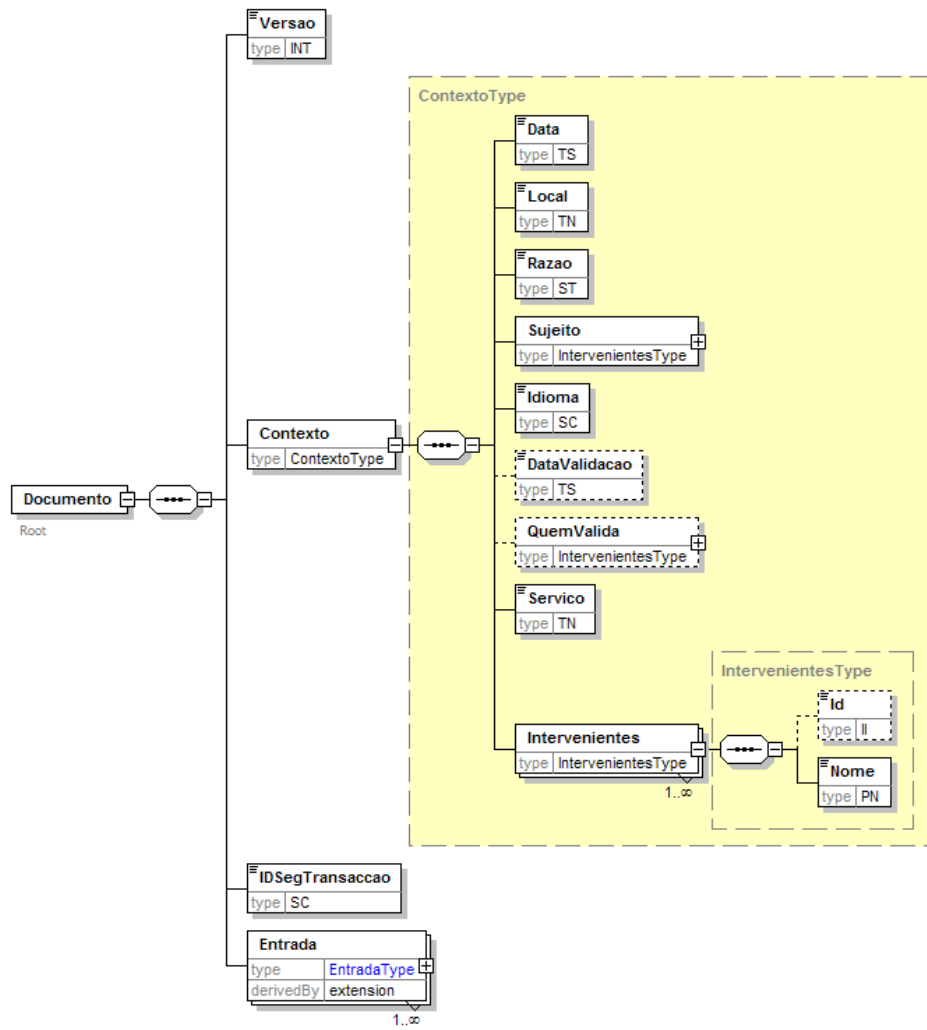 Versao
type INT
ContextoType
Data
type TS
Local
type TN
Razao
type ST
Sujeito
type IntervenientesType
Idioma
type SC
Contexto
type ContextoType
DataValidacao
type TS
Documento
Root
QuemValida
type IntervenientesType
Servico
type TN
IntervenientesType
Id
type II
Intervenientes
type IntervenientesType
1..∞
Nome
type PN
IDSegTransaccao
type SC
Entrada
type EntradaType
derivedBy extension
1..∞